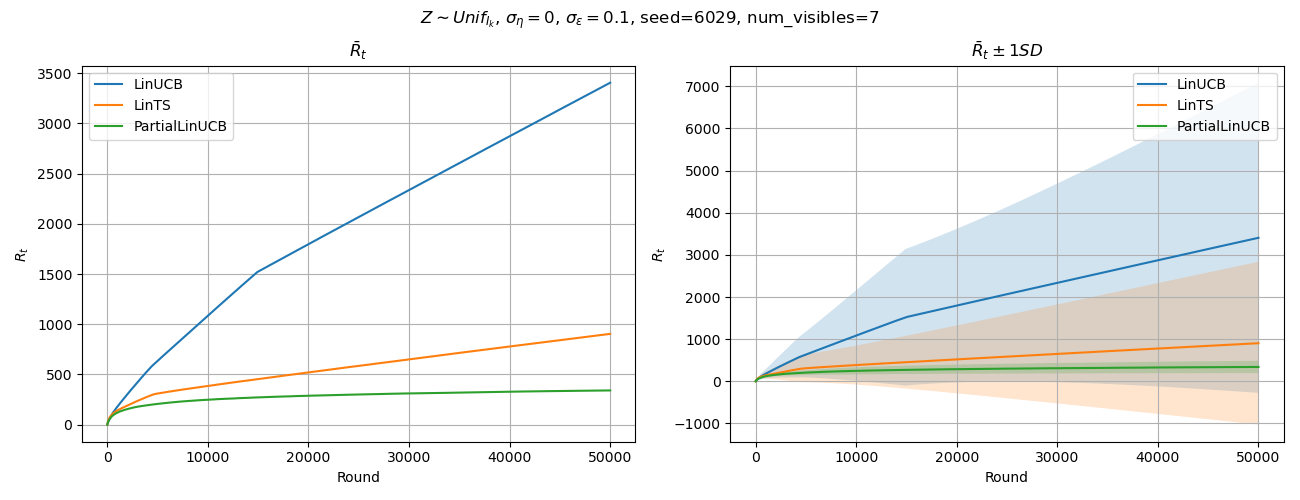 Z ~ Unif_{I_k}, σ_η = 0, σ_ε = 0.1, seed=6029, num_visibles=7
R̄_t
3500
3000
2500
2000
1500
1000
500
0
R_t
LinUCB
LinTS
PartialLinUCB
0 10000 20000 30000 40000 50000
Round
R̄_t ± 1SD
7000
6000
5000
4000
3000
2000
1000
0
−1000
R_t
LinUCB
LinTS
PartialLinUCB
0 10000 20000 30000 40000 50000
Round